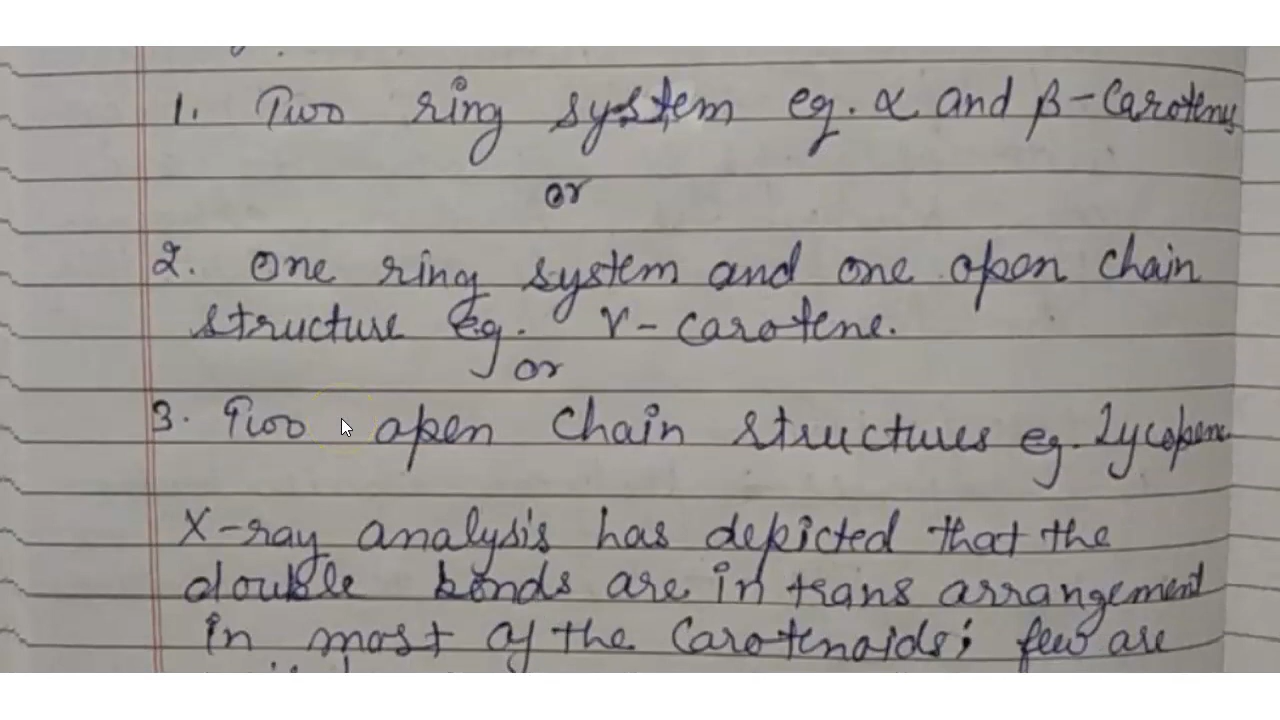 1. Two ring system eg. α and β-Carotenes
or
2. One ring system and one open chain
structure eg. γ-carotene.
or
3. Two open chain structures eg. Lycopene
X-ray analysis has depicted that the
double bonds are in trans arrangement
in most of the Carotenoids; few are